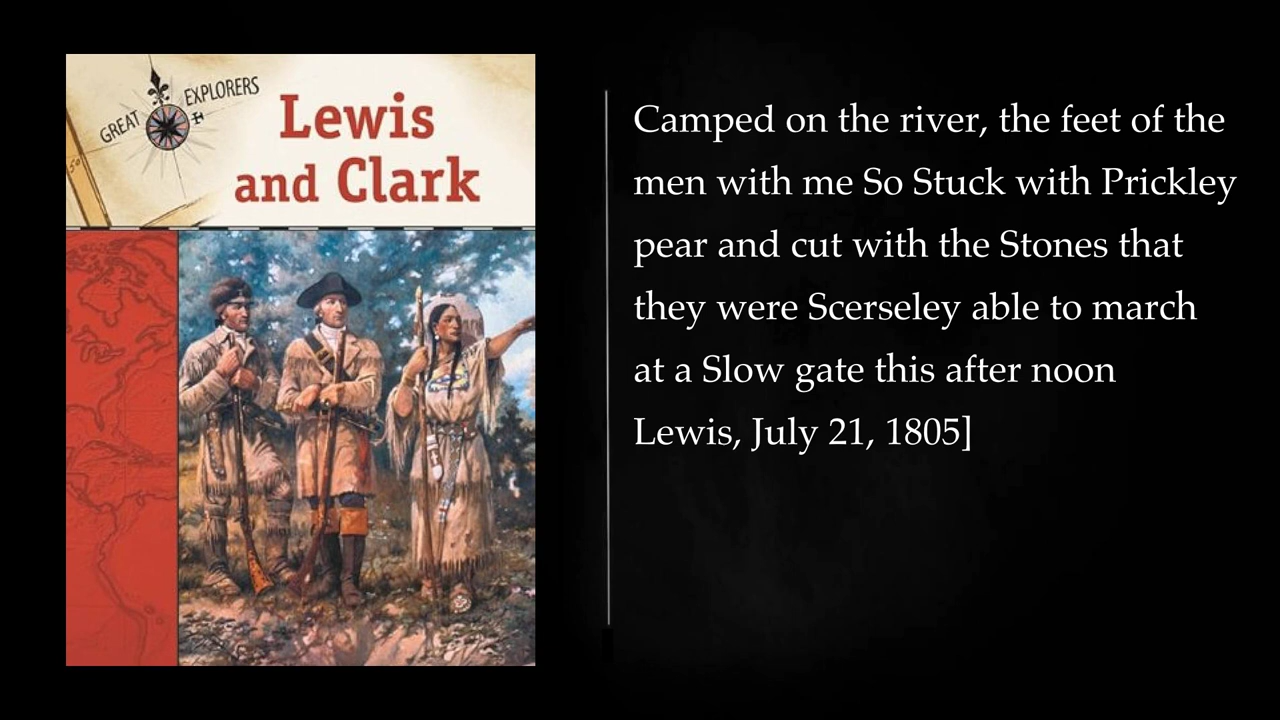 GREAT EXPLORERS
Lewis
and Clark
Camped on the river, the feet of the
men with me So Stuck with Prickley
pear and cut with the Stones that
they were Scerseley able to march
at a Slow gate this after noon
Lewis, July 21, 1805]